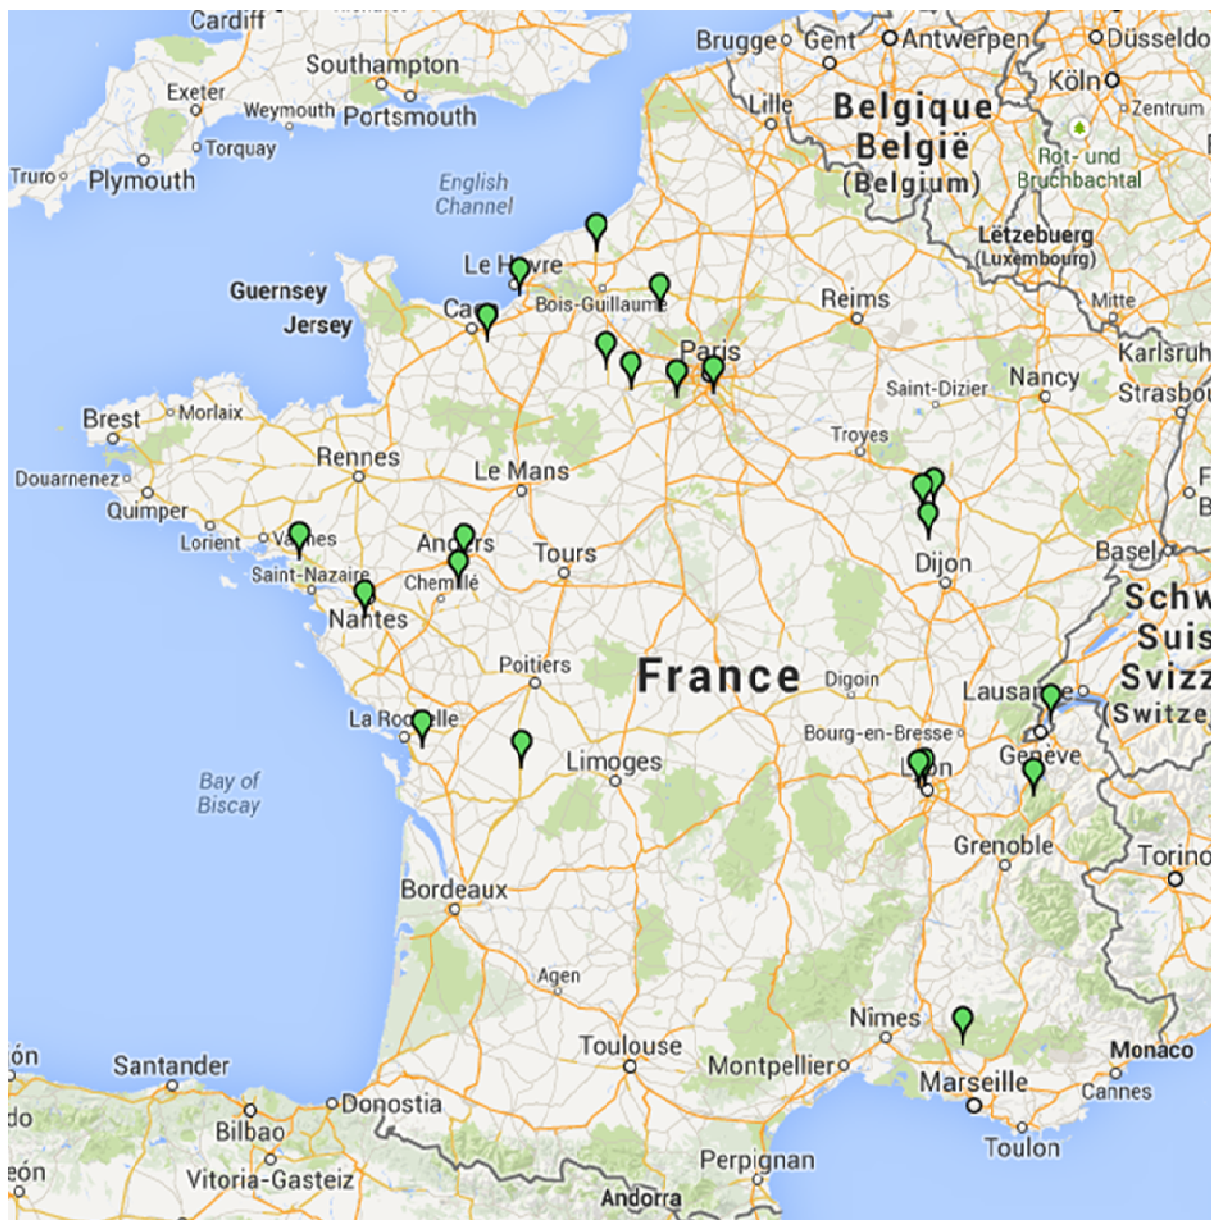 Cardiff
Southampton
Exeter
Weymouth
Portsmouth
Torquay
Truro
Plymouth
English
Channel
Brugge
Gent
Antwerpen
Düsseldo
Köln
Zentrum
Lille
Belgique
België
(Belgium)
Rot- und
Bruchbachtal
Lëtzebuerg
(Luxembourg)
Guernsey
Jersey
Bois-Guillaume
Reims
Mitte
Paris
Karlsruh
Saint-Dizier
Nancy
Strasbou
Brest
Morlaix
Troyes
Rennes
Le Mans
Douarnenez
Quimper
Lorient
Saint-Nazaire
Tours
Dijon
Basel
Nantes
Schw
Suis
Svizz
(Switze
Poitiers
France
Digoin
Bourg-en-Bresse
Genève
Limoges
Bay of
Biscay
Grenoble
Torino
Bordeaux
Agen
Nîmes
Toulouse
Montpellier
Monaco
Santander
Marseille
Cannes
Donostia
Bilbao
Toulon
Vitoria-Gasteiz
Perpignan
Andorra
ón
do
eón